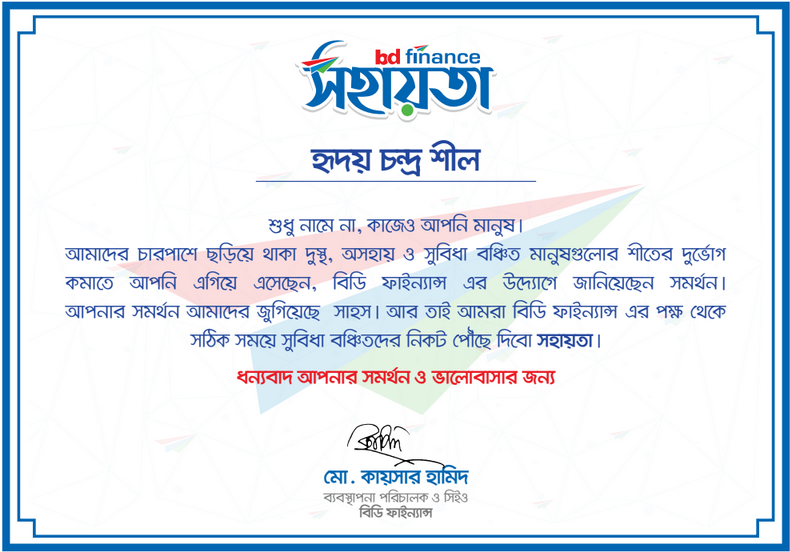 bd finance
সহায়তা
হৃদয় চন্দ্র শীল
শুধু নামে না, কাজেও আপনি মানুষ।
আমাদের চারপাশে ছড়িয়ে থাকা দুস্থ, অসহায় ও সুবিধা বঞ্চিত মানুষগুলোর শীতের দুর্ভোগ
কমাতে আপনি এগিয়ে এসেছেন, বিডি ফাইন্যান্স এর উদ্যোগে জানিয়েছেন সমর্থন।
আপনার সমর্থন আমাদের জুগিয়েছে সাহস। আর তাই আমরা বিডি ফাইন্যান্স এর পক্ষ থেকে
সঠিক সময়ে সুবিধা বঞ্চিতদের নিকট পৌঁছে দিবো সহায়তা।
ধন্যবাদ আপনার সমর্থন ও ভালোবাসার জন্য
মো. কায়সার হামিদ
ব্যবস্থাপনা পরিচালক ও সিইও
বিডি ফাইন্যান্স